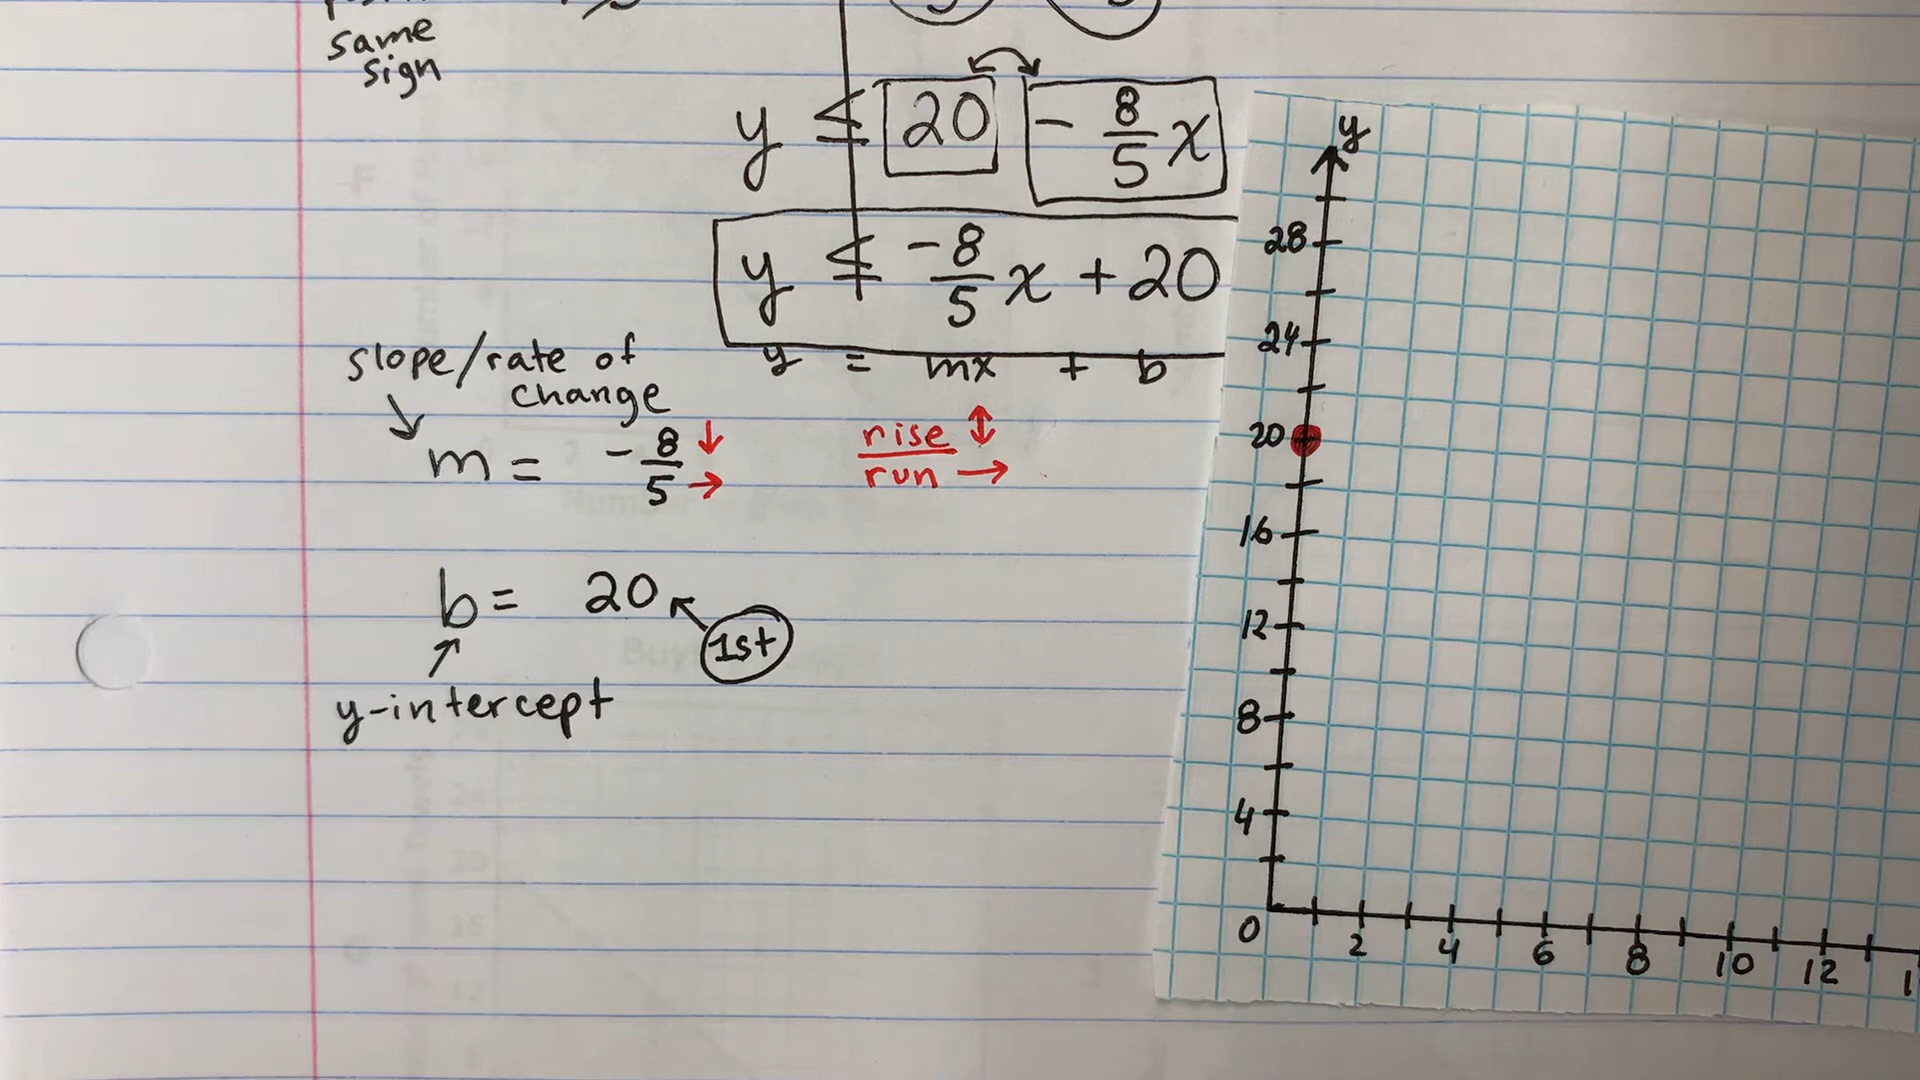 same
sign
y ≤ 20 - 8/5 x
y ≤ -8/5 x + 20
y = mx + b
slope/rate of
change
m = - 8/5
rise
run
b = 20
1st
y-intercept
y
28
24
20
16
12
8
4
0 2 4 6 8 10 12